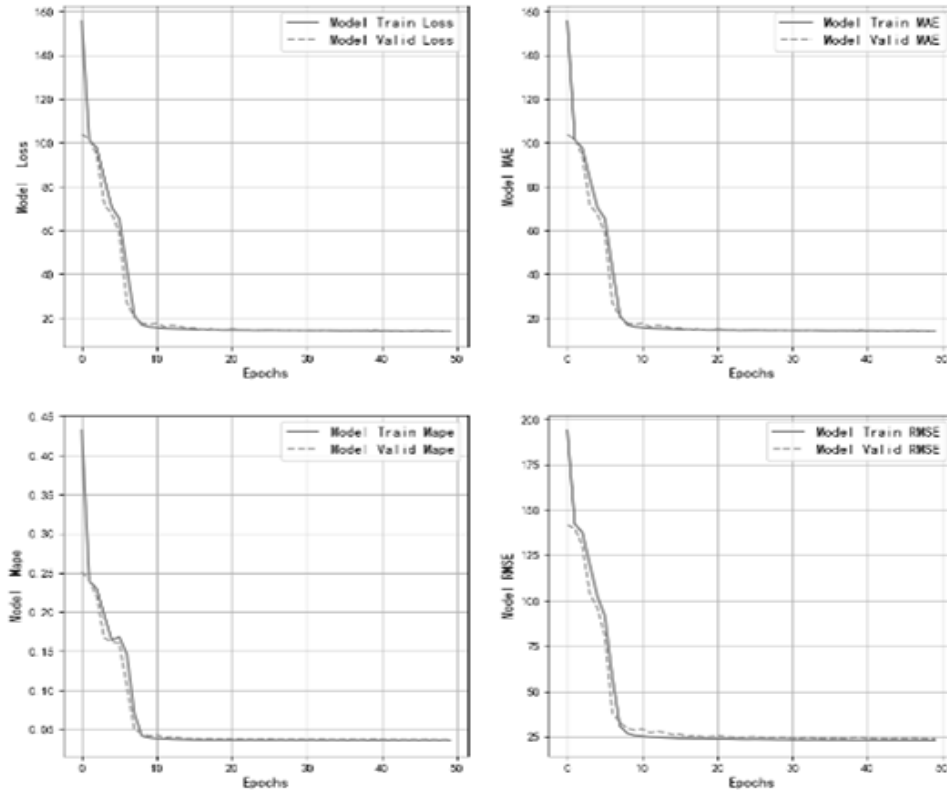 160
140
120
100
80
60
40
20
Model Loss
Model Train Loss
Model Valid Loss
0 10 20 30 40 50
Epochs
160
140
120
100
80
60
40
20
Model MAE
Model Train MAE
Model Valid MAE
0 10 20 30 40 50
Epochs
0.45
0.40
0.35
0.30
0.25
0.20
0.15
0.10
0.05
Model Mape
Model Train Mape
Model Valid Mape
0 10 20 30 40 50
Epochs
200
175
150
125
100
75
50
25
Model RMSE
Model Train RMSE
Model Valid RMSE
0 10 20 30 40 50
Epochs